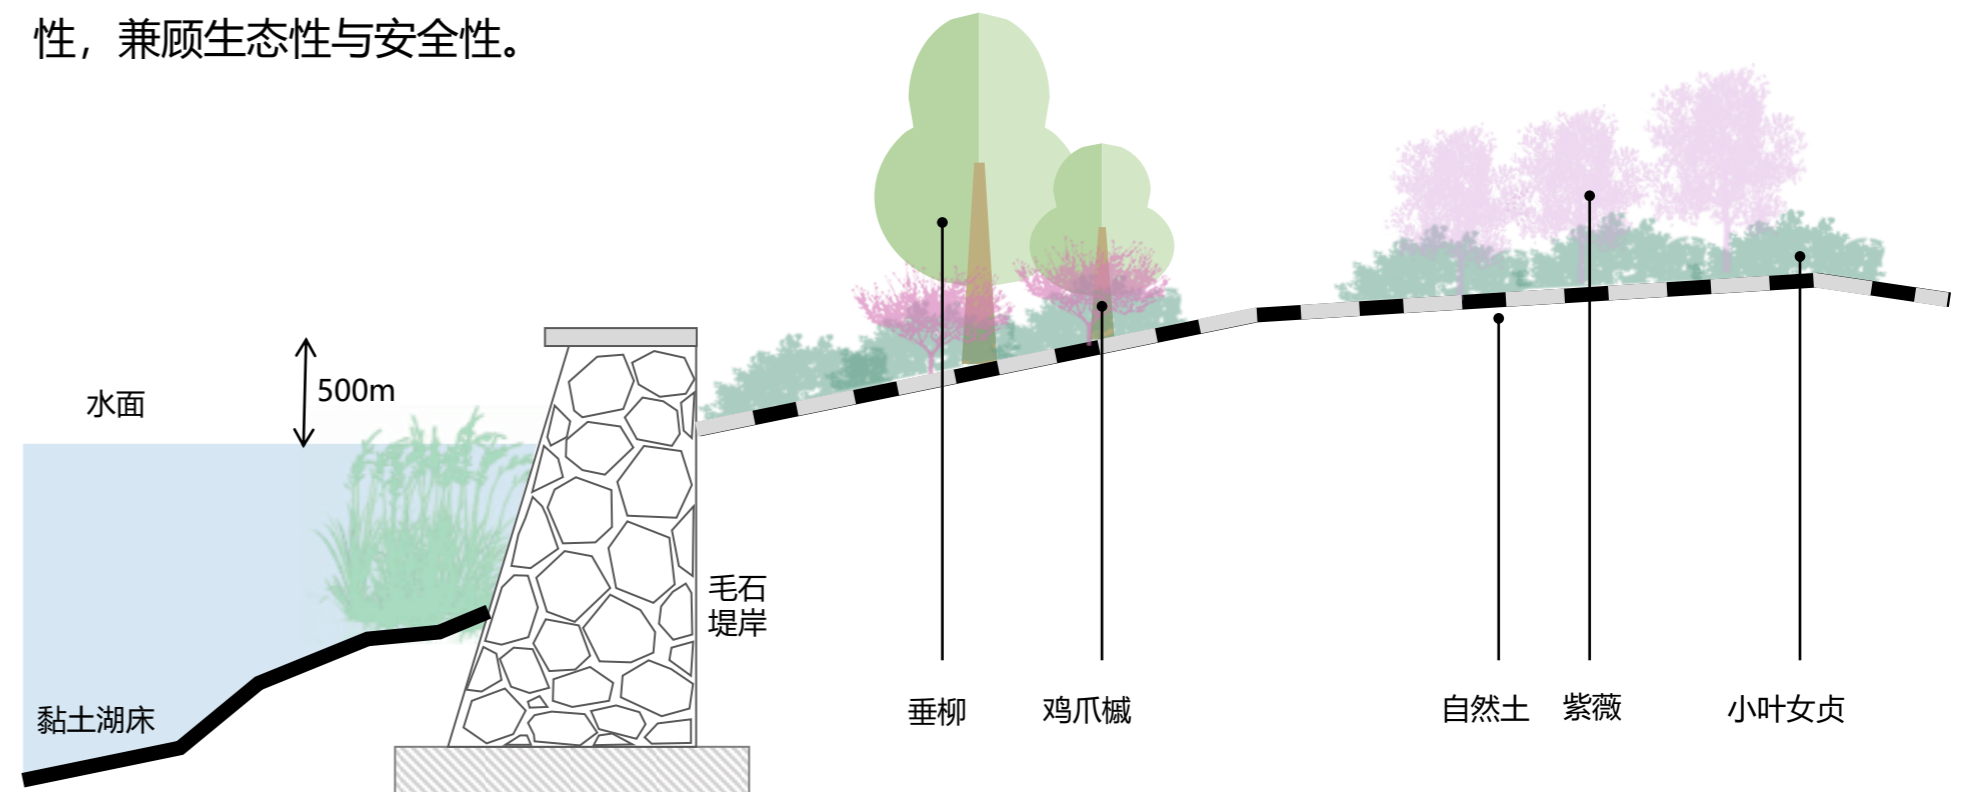 性，兼顾生态性与安全性。
500m
水面
毛石
堤岸
黏土湖床
垂柳
鸡爪槭
自然土
紫薇
小叶女贞